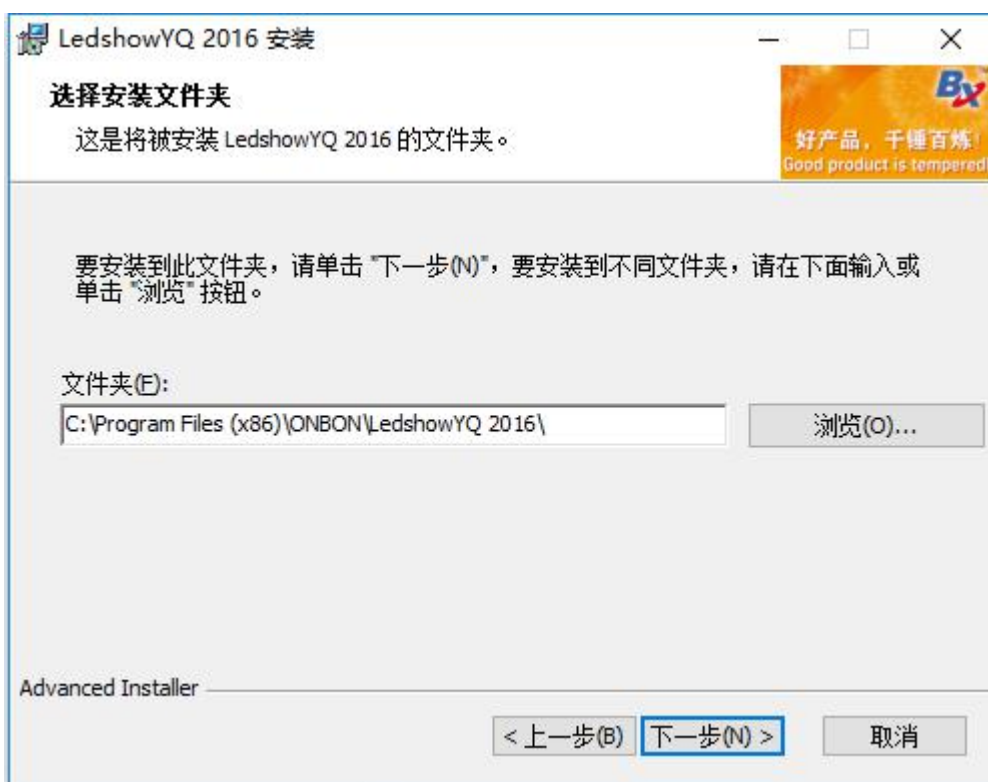 LedshowYQ 2016 安装
选择安装文件夹
这是将被安装 LedshowYQ 2016 的文件夹。
BX
好产品，千锤百炼!
Good product is tempered!
要安装到此文件夹，请单击 "下一步(N)"，要安装到不同文件夹，请在下面输入或
单击 "浏览" 按钮。
文件夹(F):
C:\Program Files (x86)\ONBON\LedshowYQ 2016\
浏览(O)...
Advanced Installer
< 上一步(B)
下一步(N) >
取消